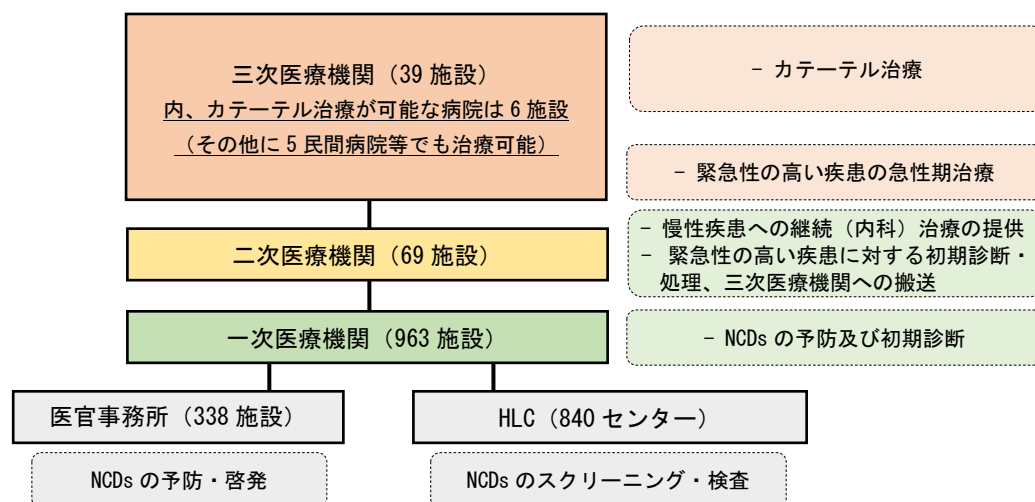 三次医療機関（39 施設）
内、カテーテル治療が可能な病院は 6 施設
（その他に 5 民間病院等でも治療可能）
- カテーテル治療
- 緊急性の高い疾患の急性期治療
二次医療機関（69 施設）
- 慢性疾患への継続（内科）治療の提供
- 緊急性の高い疾患に対する初期診断・
処理、三次医療機関への搬送
一次医療機関（963 施設）
- NCDs の予防及び初期診断
医官事務所（338 施設）
HLC（840 センター）
NCDs の予防・啓発
NCDs のスクリーニング・検査